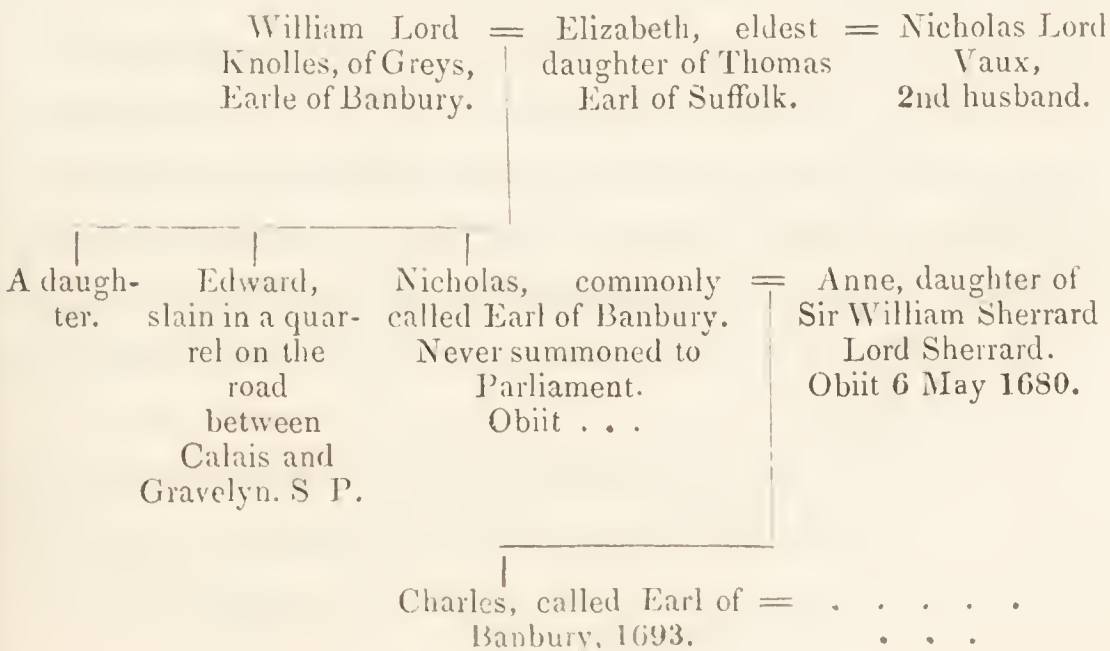 William Lord = Elizabeth, eldest = Nicholas Lord
Knolles, of Greys, daughter of Thomas Vaux,
Earle of Banbury. Earl of Suffolk. 2nd husband.
A daugh- Edward, Nicholas, commonly = Anne, daughter of
ter. slain in a quar- called Earl of Banbury. Sir William Sherrard
rel on the Never summoned to Lord Sherrard.
road Parliament. Obiit 6 May 1680.
between Obiit . . .
Calais and
Gravelyn. S P.
Charles, called Earl of = . . . . .
Banbury, 1693. . . .